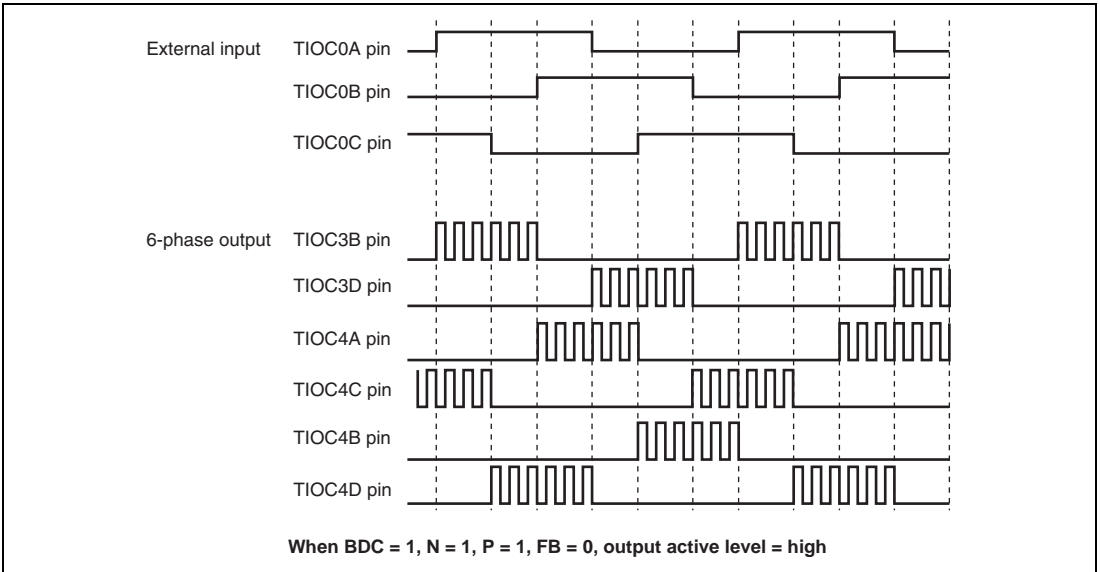 External input TIOC0A pin
TIOC0B pin
TIOC0C pin
6-phase output TIOC3B pin
TIOC3D pin
TIOC4A pin
TIOC4C pin
TIOC4B pin
TIOC4D pin
When BDC = 1, N = 1, P = 1, FB = 0, output active level = high